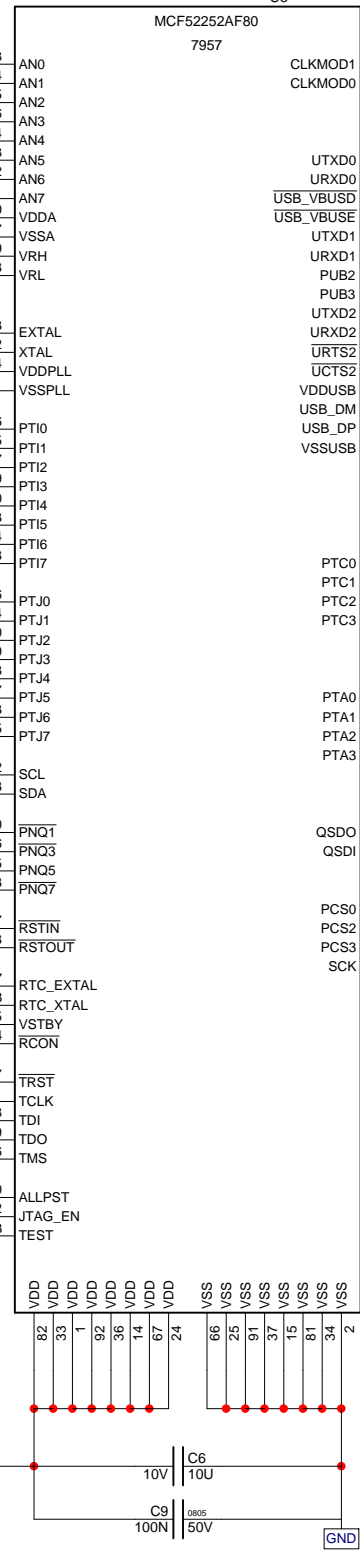 MCF52252AF80
7957
AN0
AN1
AN2
AN3
AN4
AN5
AN6
AN7
VDDA
VSSA
VRH
VRL
EXTAL
XTAL
VDDPLL
VSSPLL
PTI0
PTI1
PTI2
PTI3
PTI4
PTI5
PTI6
PTI7
PTJ0
PTJ1
PTJ2
PTJ3
PTJ4
PTJ5
PTJ6
PTJ7
SCL
SDA
PNQ1
PNQ3
PNQ5
PNQ7
RSTIN
RSTOUT
RTC_EXTAL
RTC_XTAL
VSTBY
RCON
TRST
TCLK
TDI
TDO
TMS
ALLPST
JTAG_EN
TEST
CLKMOD1
CLKMOD0
UTXD0
URXD0
USB_VBUSD
USB_VBUSE
UTXD1
URXD1
PUB2
PUB3
UTXD2
URXD2
URTS2
UCTS2
VDDUSB
USB_DM
USB_DP
VSSUSB
PTC0
PTC1
PTC2
PTC3
PTA0
PTA1
PTA2
PTA3
QSDO
QSDI
PCS0
PCS2
PCS3
SCK
VDD VDD VDD VDD VDD VDD VDD VDD VSS VSS VSS VSS VSS VSS VSS VSS
82 33 1 92 36 14 67 24 66 25 91 37 15 81 34 2
C6
10V 10U
C9 0805
100N 50V
GND